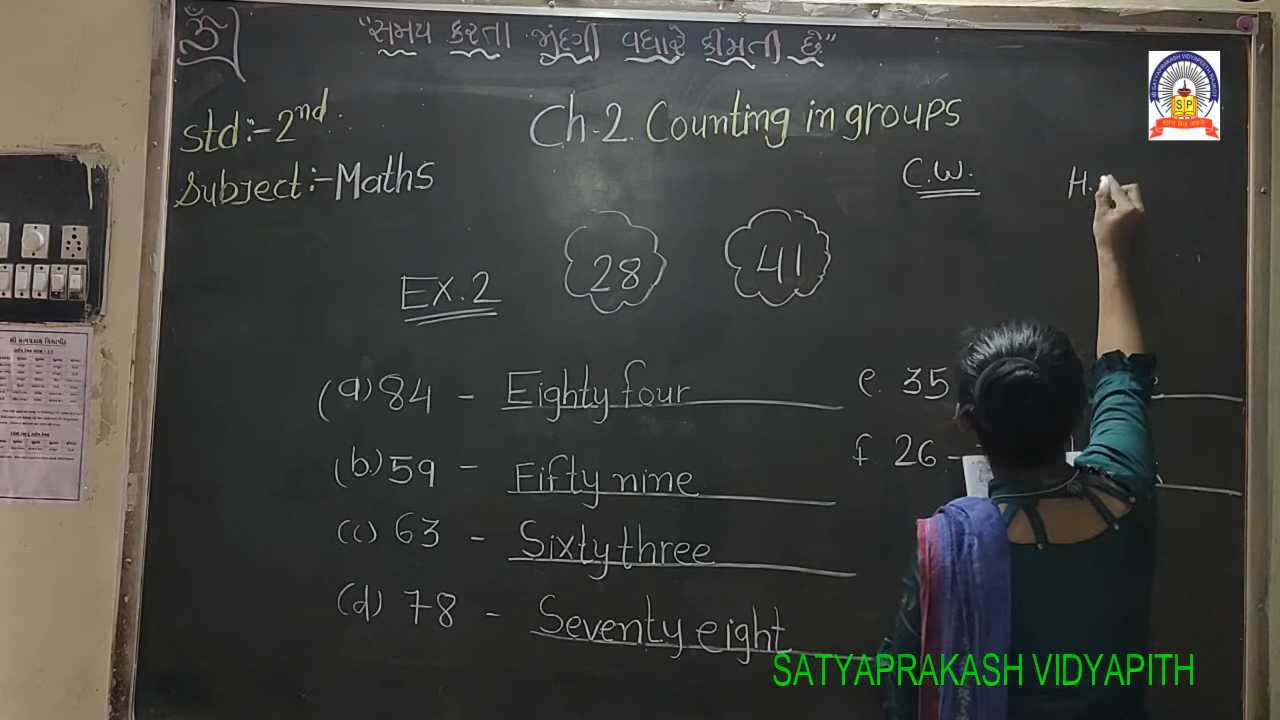 ૐ
"સમય કરતા જીંદગી વધારે કીંમતી છે"
Std:- 2nd.
Ch-2. Counting in groups
Subject:- Maths
C.W.
H.
28
41
EX.2
(a) 84 - Eighty four
e. 35
(b) 59 - Fifty nine
f. 26 -
(c) 63 - Sixty three
(d) 78 - Seventy eight
SP
SATYAPRAKASH VIDYAPITH